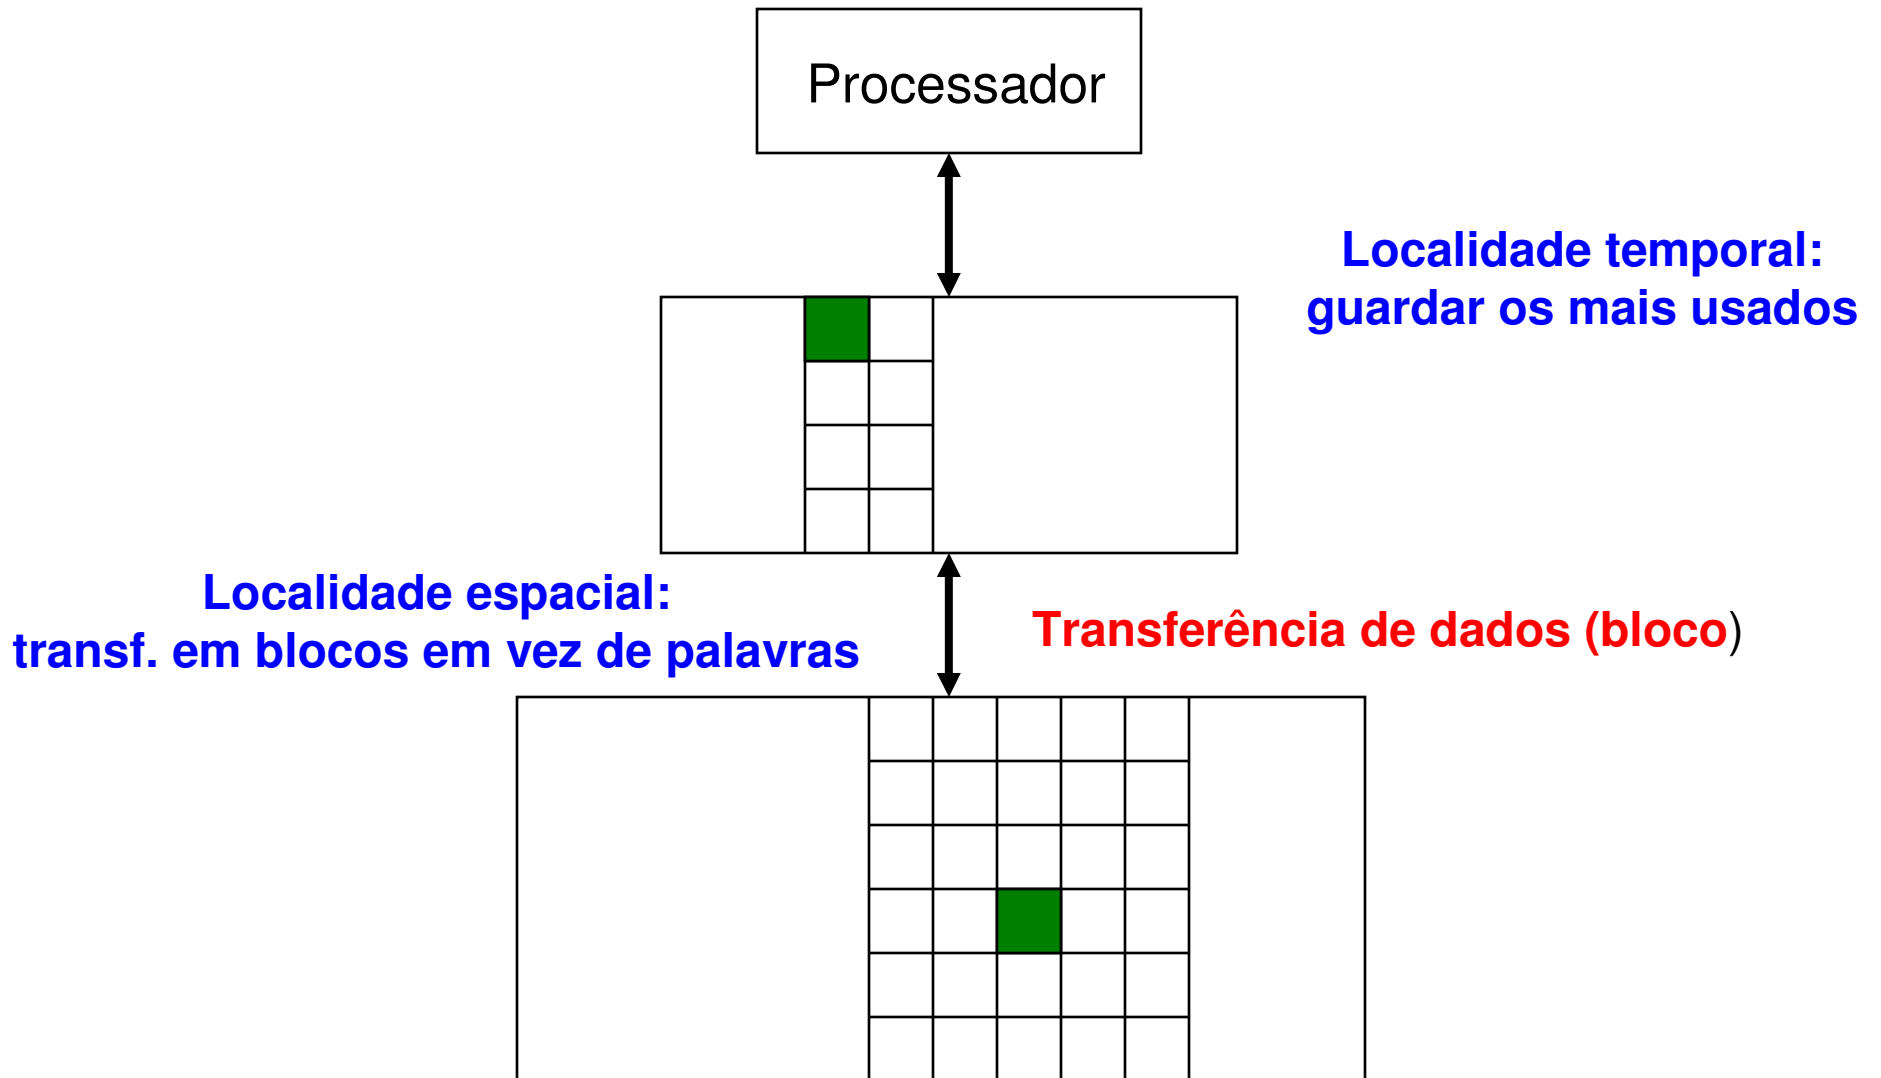 Processador
Localidade temporal:
guardar os mais usados
Localidade espacial:
transf. em blocos em vez de palavras
Transferência de dados (bloco)